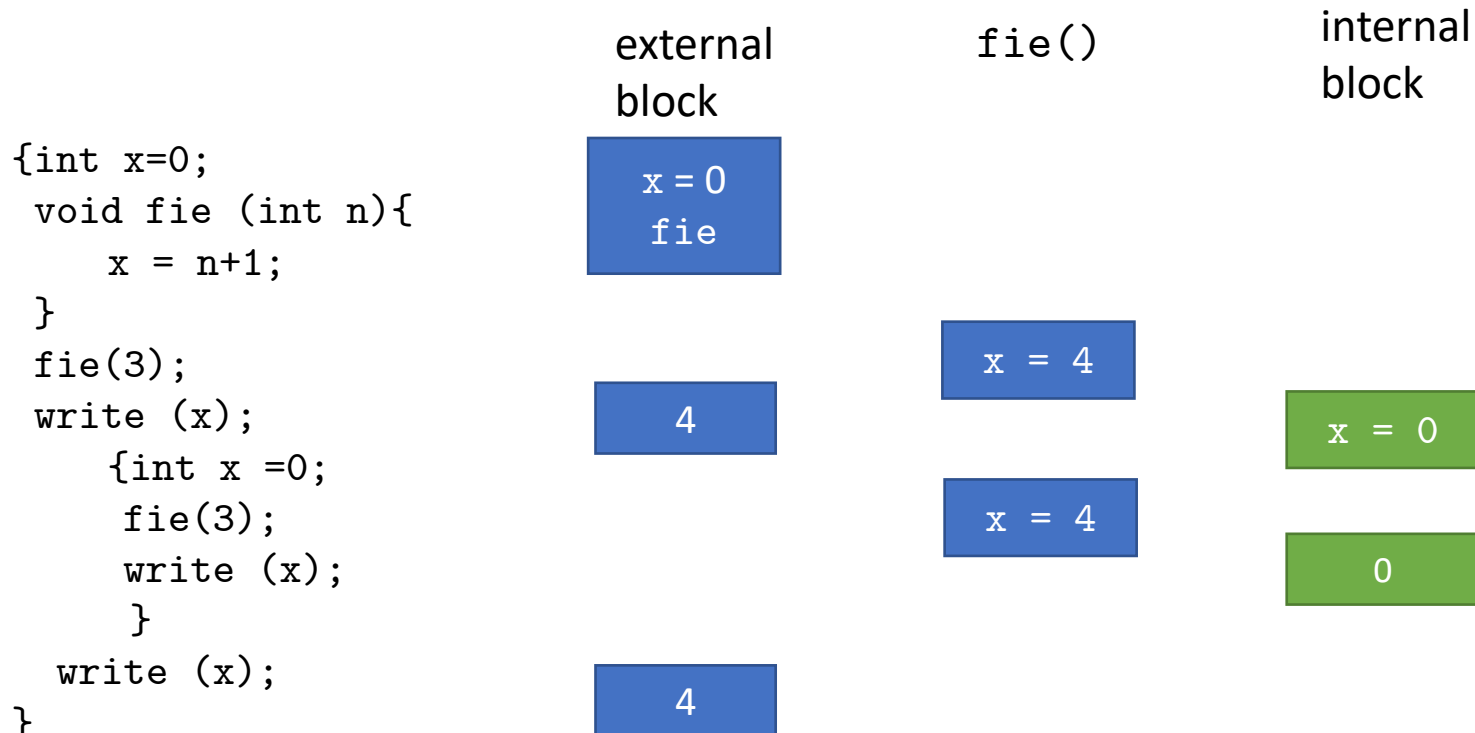 external
block
fie()
internal
block
{int x=0;
void fie (int n){
x = n+1;
}
fie(3);
write (x);
{int x =0;
fie(3);
write (x);
}
write (x);
}
x = 0
fie
x = 4
4
x = 0
x = 4
0
4